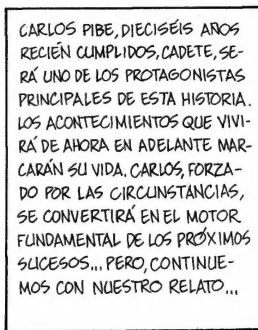 CARLOS PIBE, DIECISÉIS AÑOS
RECIÉN CUMPLIDOS, CADETE, SE-
RÁ UNO DE LOS PROTAGONISTAS
PRINCIPALES DE ESTA HISTORIA.
LOS ACONTECIMIENTOS QUE VIVI-
RÁ DE AHORA EN ADELANTE MAR-
CARÁN SU VIDA. CARLOS, FORZA-
DO POR LAS CIRCUNSTANCIAS,
SE CONVERTIRÁ EN EL MOTOR
FUNDAMENTAL DE LOS PRÓXIMOS
SUCESOS... PERO, CONTINUE-
MOS CON NUESTRO RELATO...